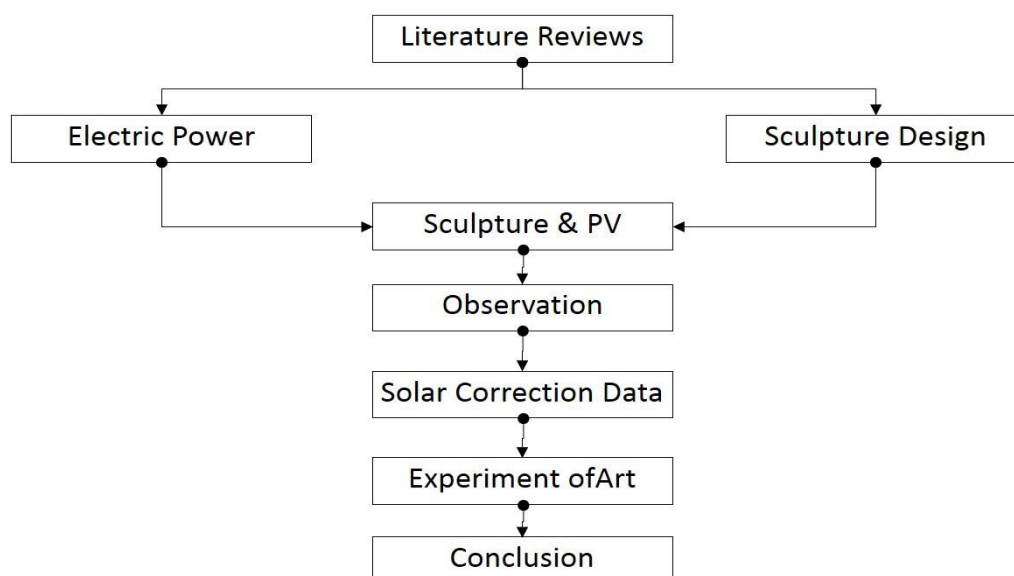 Literature Reviews
Electric Power
Sculpture Design
Sculpture & PV
Observation
Solar Correction Data
Experiment ofArt
Conclusion